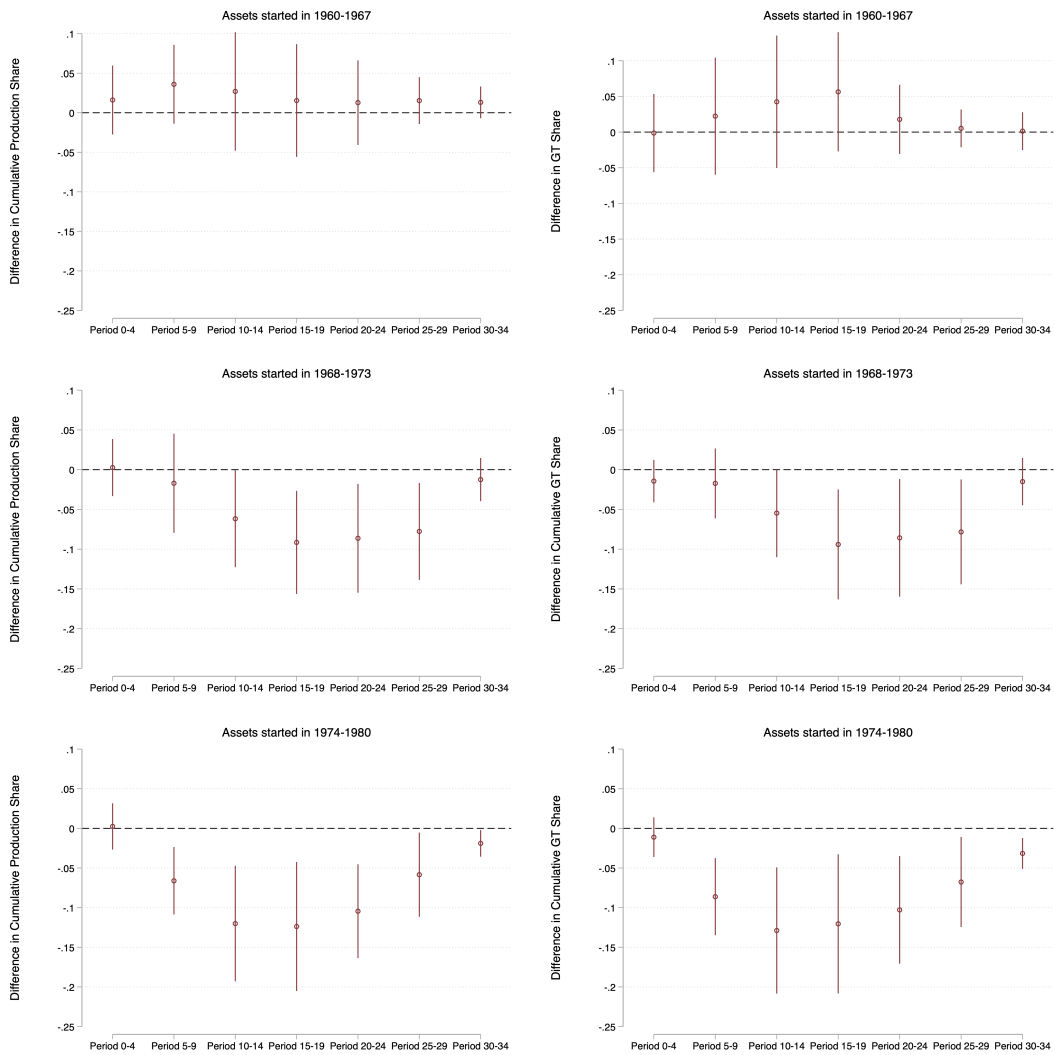 Assets started in 1960-1967
Difference in Cumulative Production Share
.1
.05
0
-.05
-.1
-.15
-.2
-.25
Period 0-4 Period 5-9 Period 10-14 Period 15-19 Period 20-24 Period 25-29 Period 30-34
Assets started in 1960-1967
Difference in GT Share
.1
.05
0
-.05
-.1
-.15
-.2
-.25
Period 0-4 Period 5-9 Period 10-14 Period 15-19 Period 20-24 Period 25-29 Period 30-34
Assets started in 1968-1973
Difference in Cumulative Production Share
.1
.05
0
-.05
-.1
-.15
-.2
-.25
Period 0-4 Period 5-9 Period 10-14 Period 15-19 Period 20-24 Period 25-29 Period 30-34
Assets started in 1968-1973
Difference in Cumulative GT Share
.1
.05
0
-.05
-.1
-.15
-.2
-.25
Period 0-4 Period 5-9 Period 10-14 Period 15-19 Period 20-24 Period 25-29 Period 30-34
Assets started in 1974-1980
Difference in Cumulative Production Share
.1
.05
0
-.05
-.1
-.15
-.2
-.25
Period 0-4 Period 5-9 Period 10-14 Period 15-19 Period 20-24 Period 25-29 Period 30-34
Assets started in 1974-1980
Difference in Cumulative GT Share
.1
.05
0
-.05
-.1
-.15
-.2
-.25
Period 0-4 Period 5-9 Period 10-14 Period 15-19 Period 20-24 Period 25-29 Period 30-34